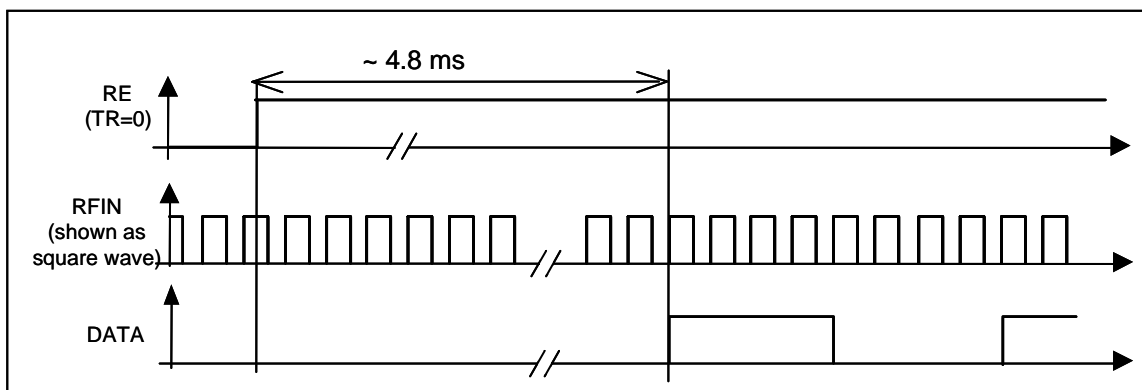 ~ 4.8 ms
RE
(TR=0)
RFIN
(shown as
square wave)
DATA